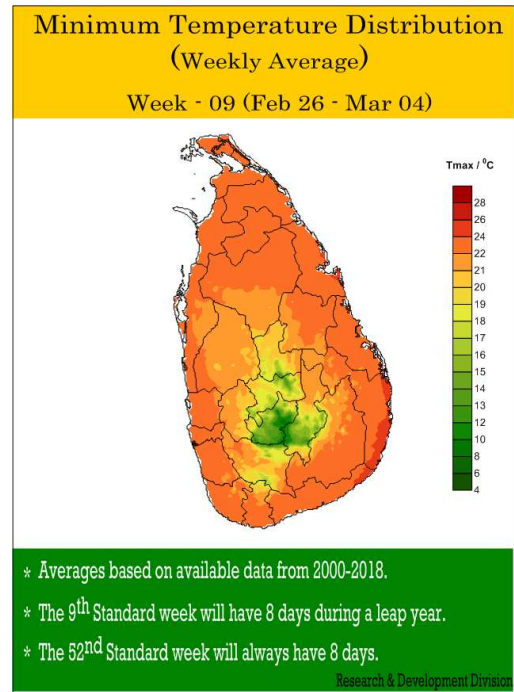 Minimum Temperature Distribution
(Weekly Average)
Week - 09 (Feb 26 - Mar 04)
Tmax / ⁰C
28
26
24
22
21
20
19
18
17
16
15
14
13
12
10
8
6
4
* Averages based on available data from 2000-2018.
* The 9th Standard week will have 8 days during a leap year.
* The 52nd Standard week will always have 8 days.
Research & Development Division